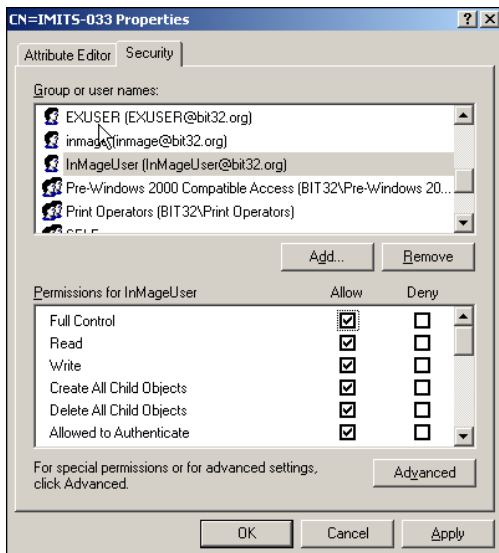 CN=IMITS-033 Properties
Attribute Editor
Security
Group or user names:
EXUSER (EXUSER@bit32.org)
inmage (inmage@bit32.org)
InMageUser (InMageUser@bit32.org)
Pre-Windows 2000 Compatible Access (BIT32\Pre-Windows 20...
Print Operators (BIT32\Print Operators)
SELF
Add...
Remove
Permissions for InMageUser
Allow
Deny
Full Control
Read
Write
Create All Child Objects
Delete All Child Objects
Allowed to Authenticate
For special permissions or for advanced settings,
click Advanced.
Advanced
OK
Cancel
Apply